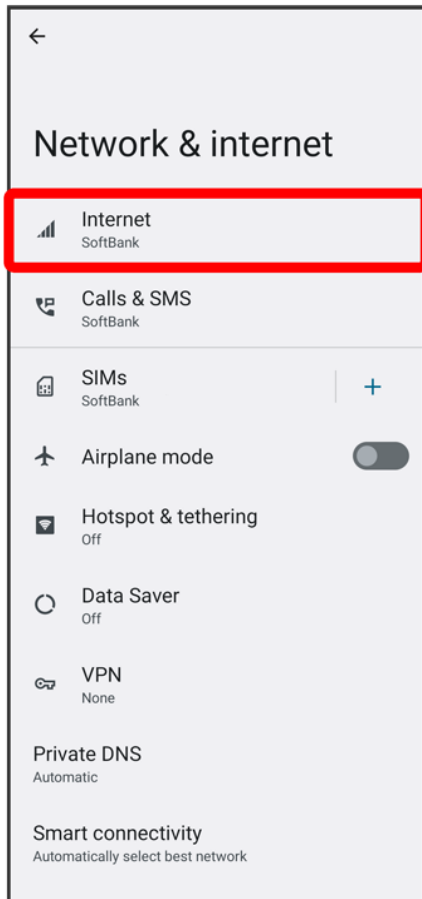 Network & internet
Internet
SoftBank
Calls & SMS
SoftBank
SIMs
SoftBank
Airplane mode
Hotspot & tethering
Off
Data Saver
Off
VPN
None
Private DNS
Automatic
Smart connectivity
Automatically select best network